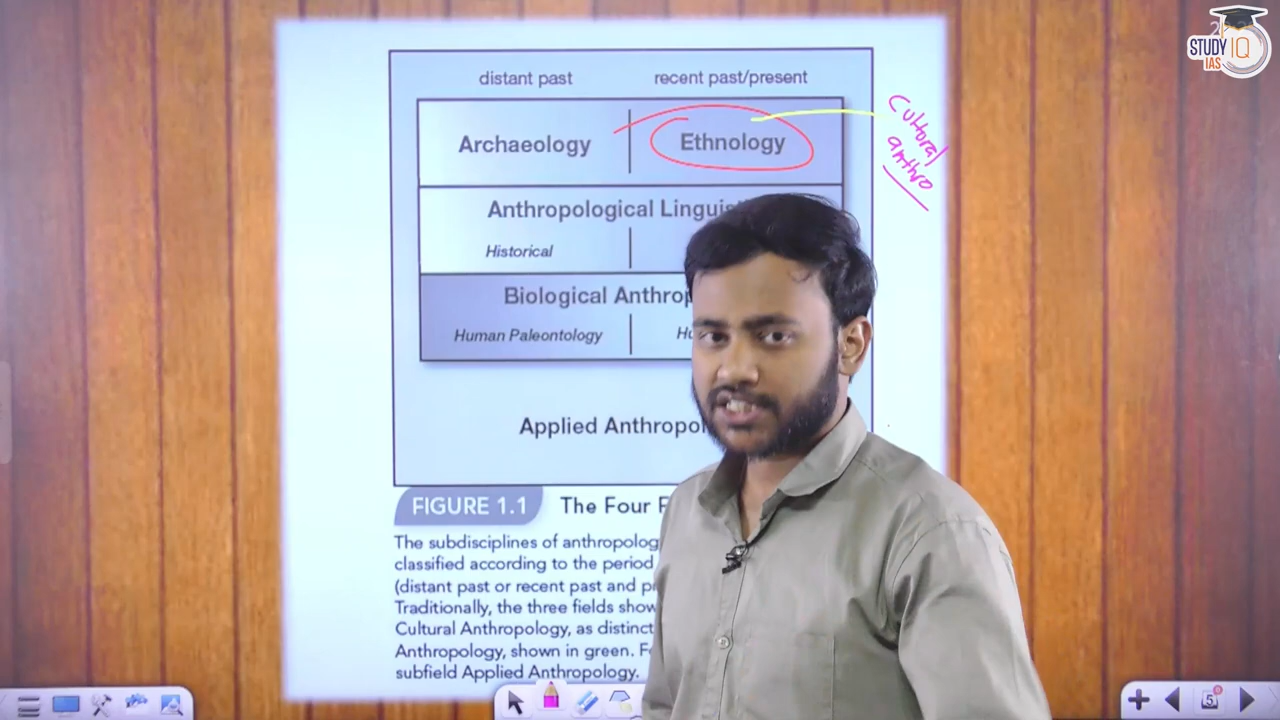 distant past
recent past/present
Archaeology
Ethnology
Cultural
anthro
Anthropological Linguis
Historical
Biological Anthrop
Human Paleontology
Applied Anthropo
FIGURE 1.1
The Four F
The subdisciplines of anthropolog
classified according to the period
(distant past or recent past and p
Traditionally, the three fields show
Cultural Anthropology, as distinct
Anthropology, shown in green. F
subfield Applied Anthropology.
STUDY IQ
IAS
5